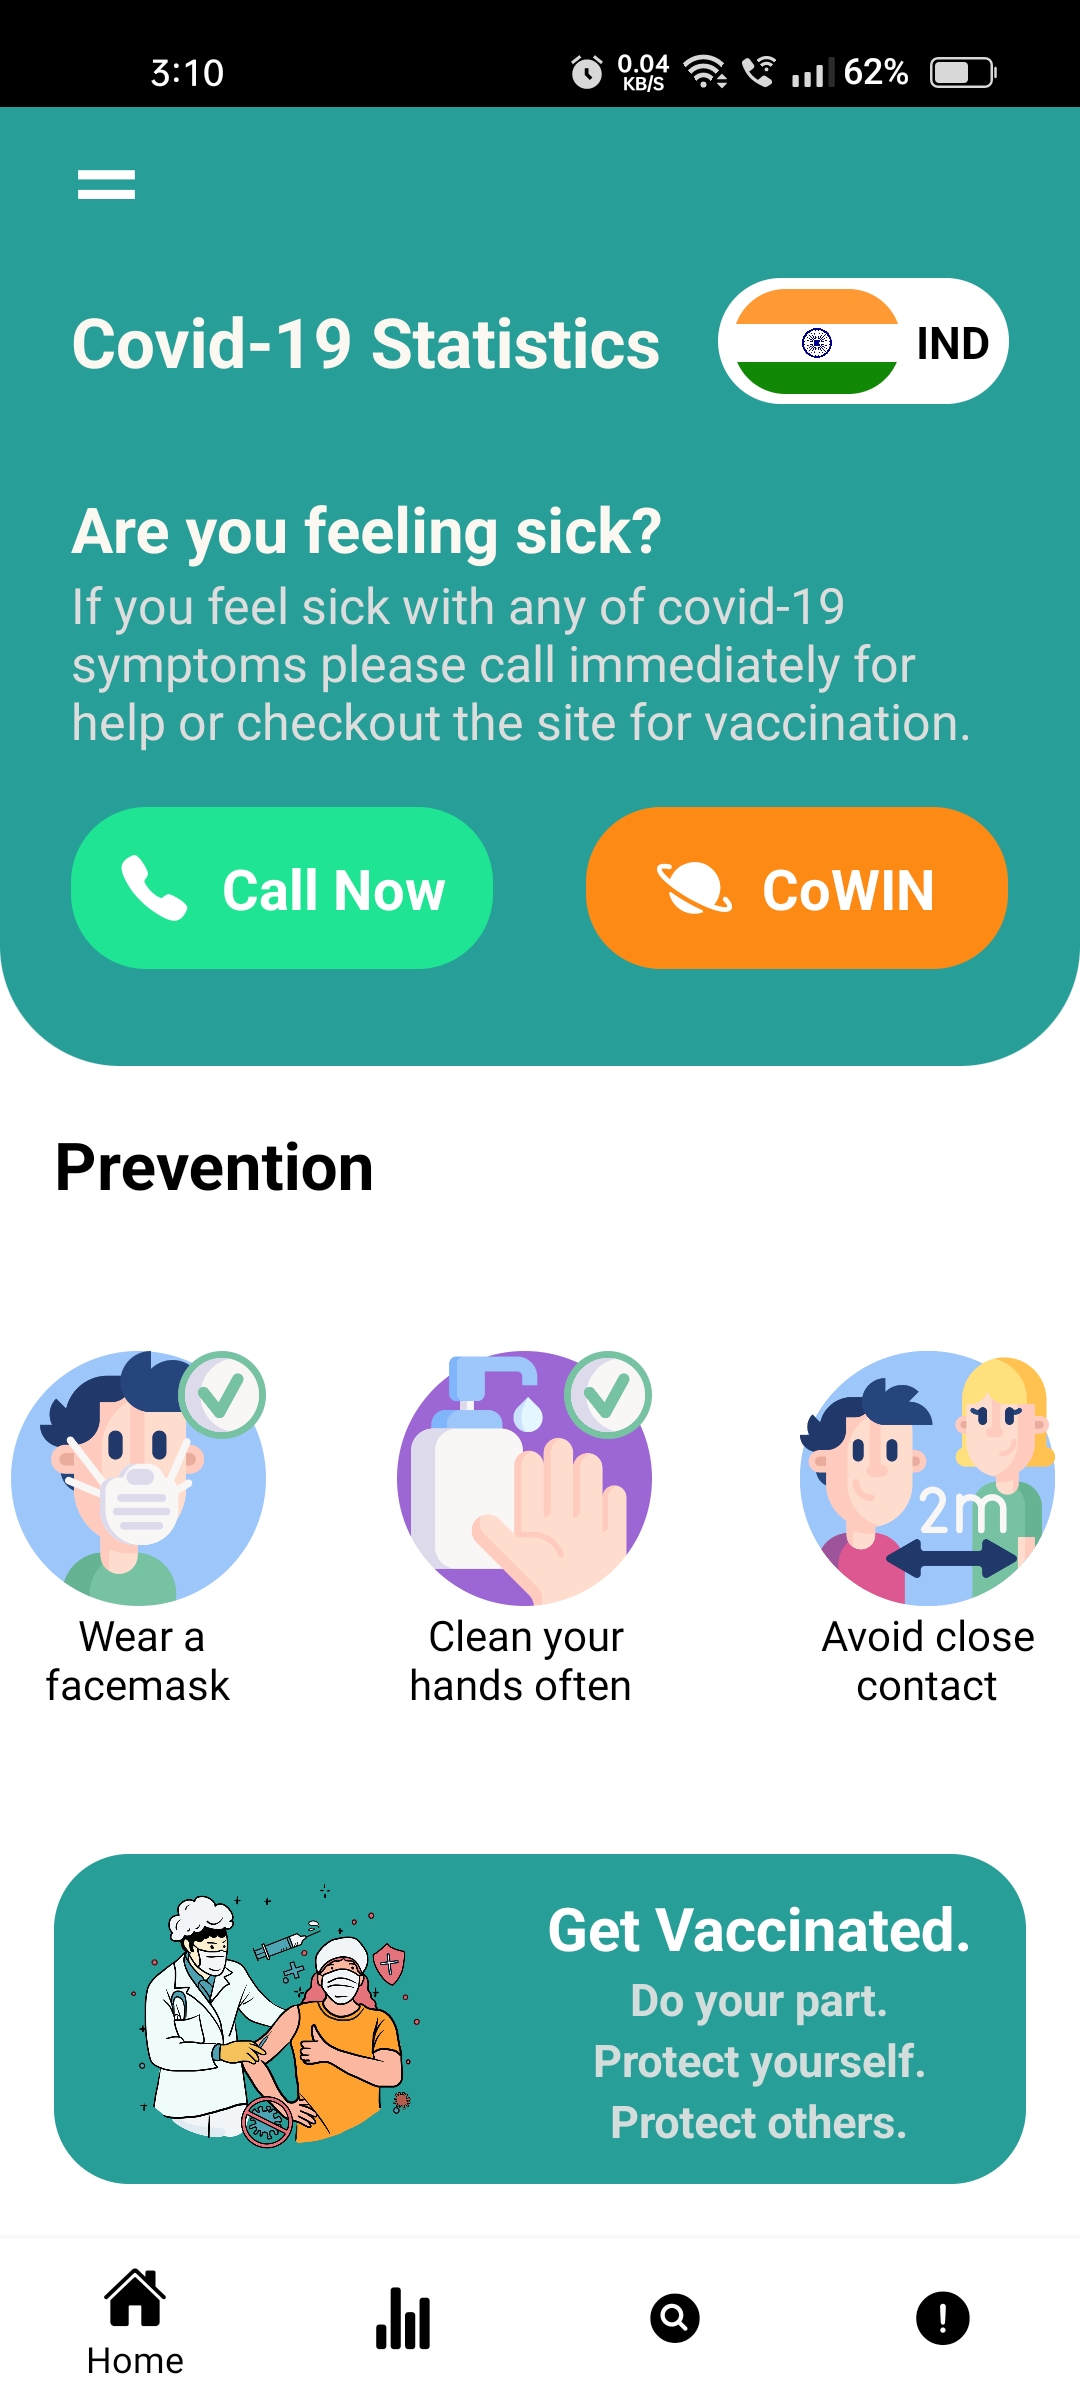 3:10
0.04
KB/S
62%
Covid-19 Statistics
IND
Are you feeling sick?
If you feel sick with any of covid-19
symptoms please call immediately for
help or checkout the site for vaccination.
Call Now
CoWIN
Prevention
2m
Wear a
facemask
Clean your
hands often
Avoid close
contact
Get Vaccinated.
Do your part.
Protect yourself.
Protect others.
Home